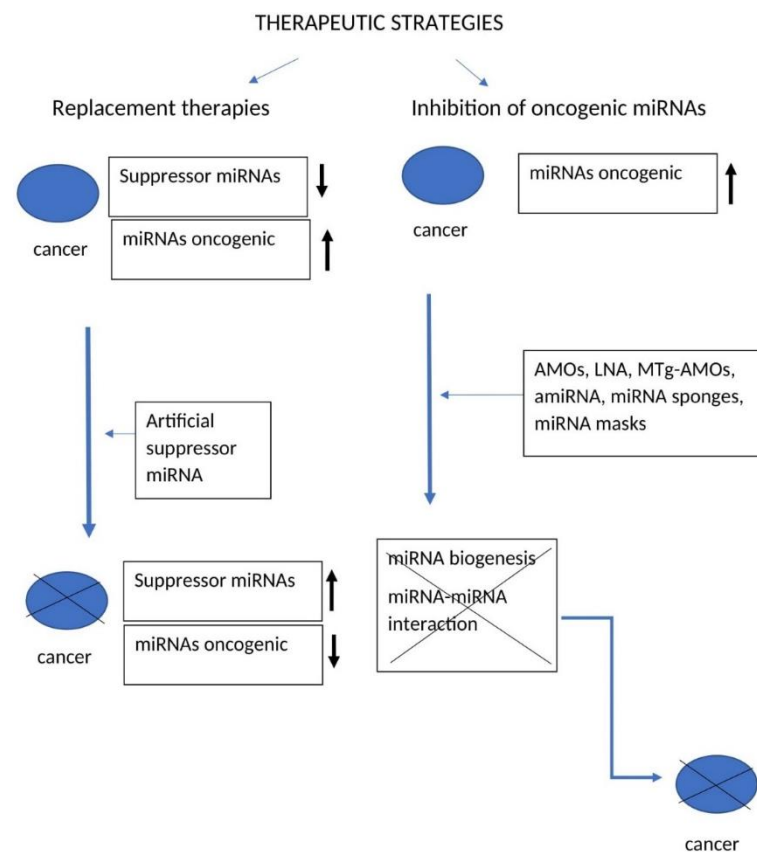 THERAPEUTIC STRATEGIES
Replacement therapies
Suppressor miRNAs
miRNAs oncogenic
cancer
Artificial
suppressor
miRNA
Suppressor miRNAs
miRNAs oncogenic
cancer
Inhibition of oncogenic miRNAs
miRNAs oncogenic
cancer
AMOs, LNA, MTg-AMOs,
amiRNA, miRNA sponges,
miRNA masks
miRNA biogenesis
miRNA-miRNA
interaction
cancer